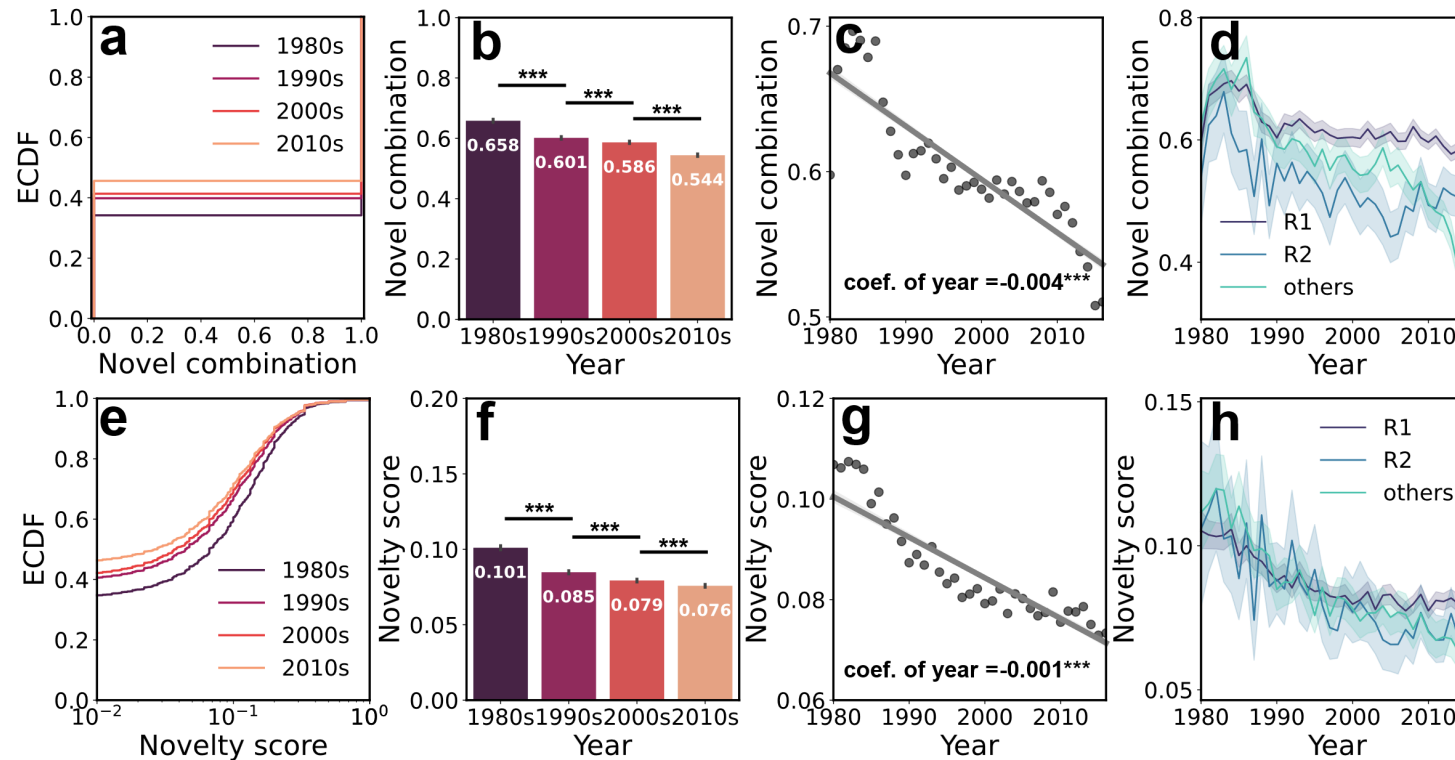 a
ECDF
1.0
0.8
0.6
0.4
0.2
0.0
1980s
1990s
2000s
2010s
0.0 0.2 0.4 0.6 0.8 1.0
Novel combination
b
Novel combination
1.0
0.8
0.6
0.4
0.2
0.0
*** *** ***
0.658 0.601 0.586 0.544
1980s 1990s 2000s 2010s
Year
c
Novel combination
0.7
0.6
0.5
coef. of year =-0.004***
1980 1990 2000 2010
Year
d
Novel combination
0.8
0.6
0.4
R1
R2
others
1980 1990 2000 2010
Year
e
ECDF
1.0
0.8
0.6
0.4
0.2
0.0
1980s
1990s
2000s
2010s
10⁻² 10⁻¹ 10⁰
Novelty score
f
Novelty score
0.20
0.15
0.10
0.05
0.00
*** *** ***
0.101 0.085 0.079 0.076
1980s 1990s 2000s 2010s
Year
g
Novelty score
0.12
0.10
0.08
0.06
coef. of year =-0.001***
1980 1990 2000 2010
Year
h
Novelty score
0.15
0.10
0.05
R1
R2
others
1980 1990 2000 2010
Year